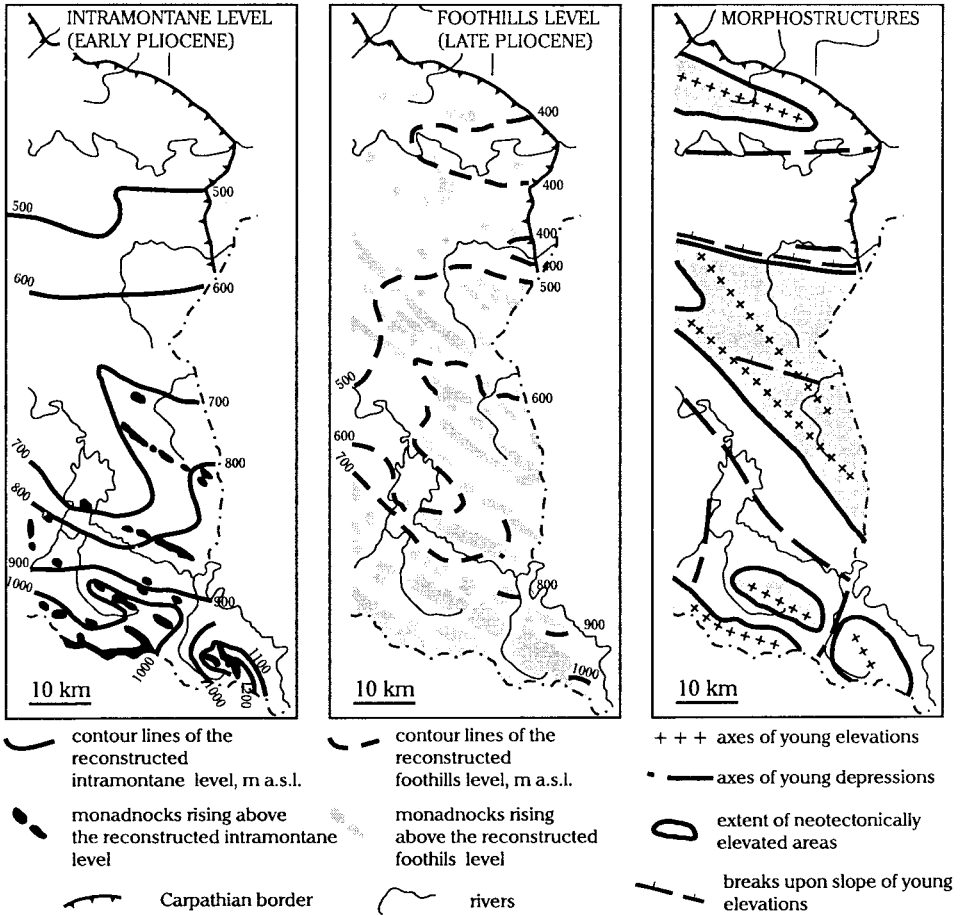 INTRAMONTANE LEVEL
(EARLY PLIOCENE)
500
500
600
600
700
700
800
800
900
900
1000
1000
1000
1100
1200
10 km
FOOTHILLS LEVEL
(LATE PLIOCENE)
400
400
400
400
500
500
600
600
700
800
900
1000
10 km
MORPHOSTRUCTURES
10 km
contour lines of the
reconstructed
intramontane level, m a.s.l.
monadnocks rising above
the reconstructed intramontane
level
Carpathian border
contour lines of the
reconstructed
foothills level, m a.s.l.
monadnocks rising
above the reconstructed
foothils level
rivers
axes of young elevations
axes of young depressions
extent of neotectonically
elevated areas
breaks upon slope of young
elevations